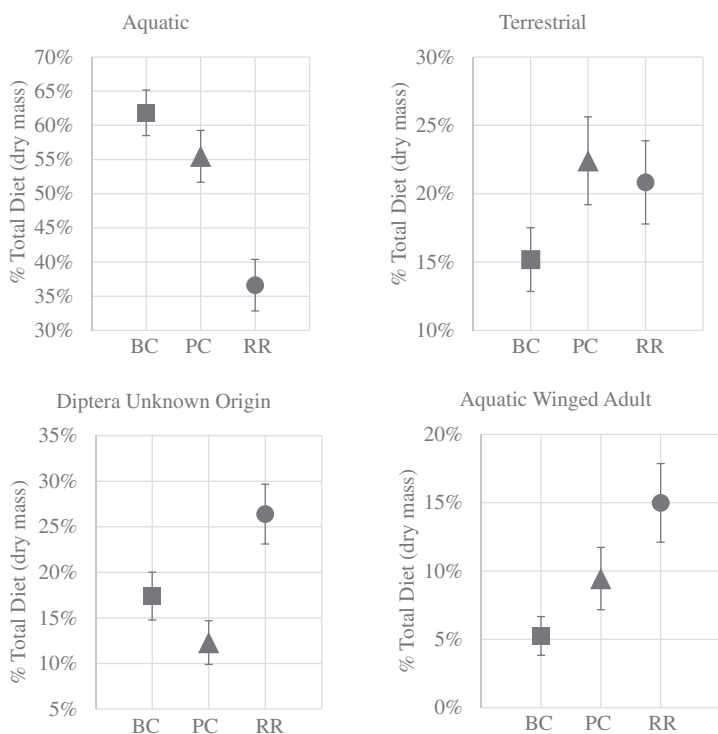 Aquatic
% Total Diet (dry mass)
70%
65%
60%
55%
50%
45%
40%
35%
30%
BC PC RR
Terrestrial
% Total Diet (dry mass)
30%
25%
20%
15%
10%
BC PC RR
Diptera Unknown Origin
% Total Diet (dry mass)
35%
30%
25%
20%
15%
10%
5%
BC PC RR
Aquatic Winged Adult
% Total Diet (dry mass)
20%
15%
10%
5%
0%
BC PC RR